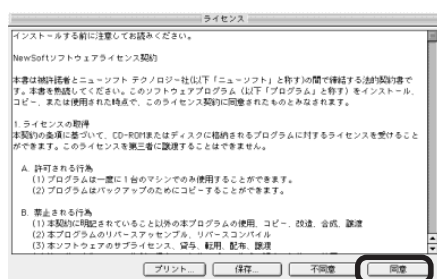 ライセンス
インストールする前に注意してお読みください。
NewSoftソフトウェアライセンス契約
本書は被許諾者とニューソフト テクノロジー社(以下「ニューソフト」と称す)の間で締結する法的契約書で
す。本書を熟読してください。このソフトウェアプログラム（以下「プログラム」と称す）をインストール、
コピー、または使用された時点で、このライセンス契約に同意されたものとみなされます。
1. ライセンスの取得
本契約の条項に基づいて、CD-ROMまたはディスクに格納されるプログラムに対するライセンスを受けること
ができます。このライセンスを第三者に譲渡することはできません。
A. 許可される行為
(1) プログラムは一度に１台のマシンでのみ使用することができます。
(2) プログラムはバックアップのためにコピーすることができます。
B. 禁止される行為
(1) 本契約に明記されていること以外の本プログラムの使用、コピー、改造、合成、譲渡
(2) 本プログラムのリバースアッセンブル、リバースコンパイル
(3) 本ソフトウェアのサブライセンス、貸与、転用、配布、譲渡
プリント... 保存... 不同意 同意